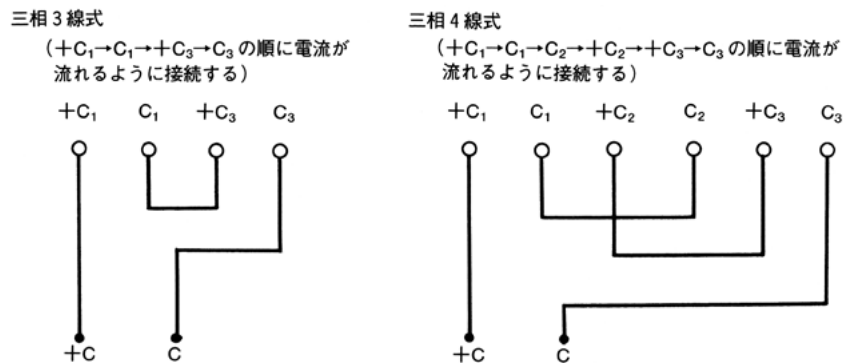 三相3線式
(+C₁→C₁→+C₃→C₃の順に電流が
流れるように接続する)
+C₁ C₁ +C₃ C₃
+C C
三相4線式
(+C₁→C₁→C₂→+C₂→+C₃→C₃の順に電流が
流れるように接続する)
+C₁ C₁ +C₂ C₂ +C₃ C₃
+C C